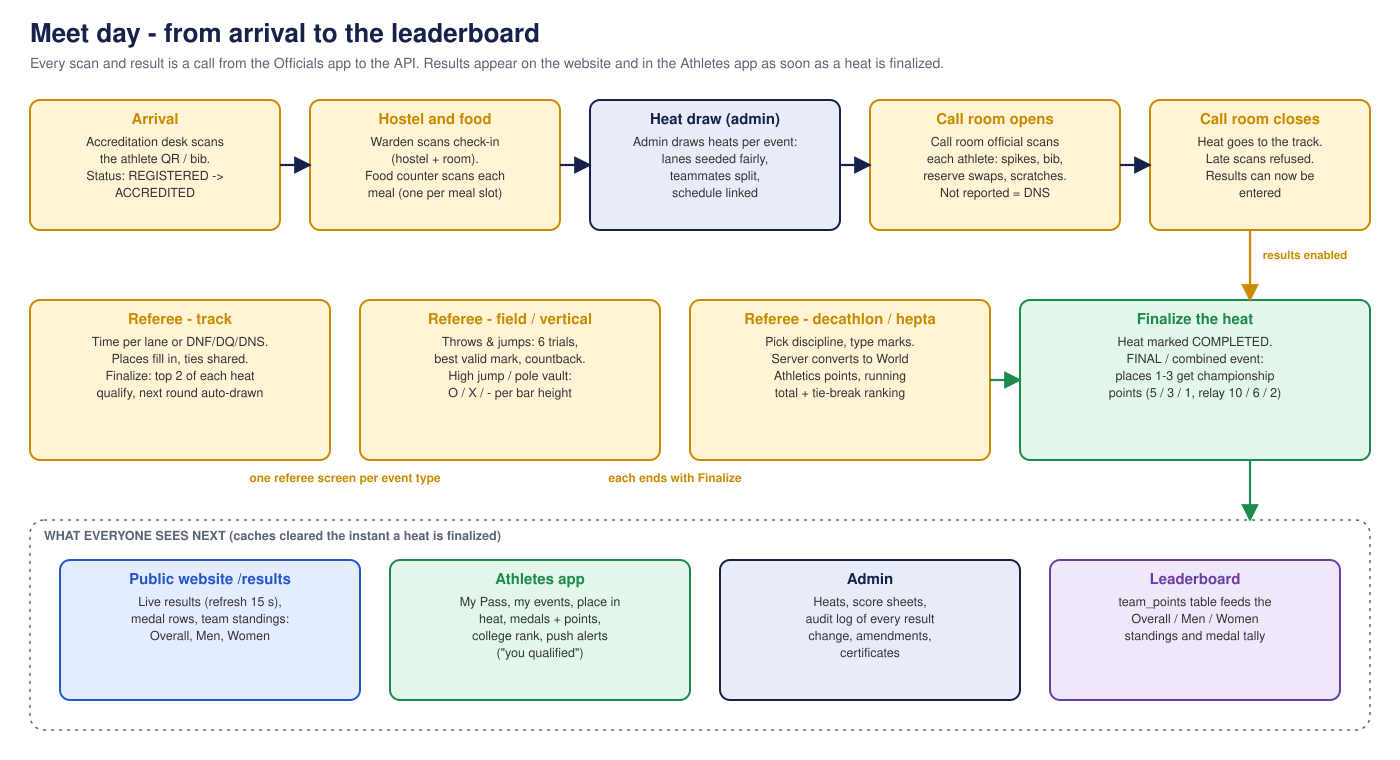 Meet day - from arrival to the leaderboard
Every scan and result is a call from the Officials app to the API. Results appear on the website and in the Athletes app as soon as a heat is finalized.
Arrival
Accreditation desk scans
the athlete QR / bib.
Status: REGISTERED ->
ACCREDITED
Hostel and food
Warden scans check-in
(hostel + room).
Food counter scans each
meal (one per meal slot)
Heat draw (admin)
Admin draws heats per event:
lanes seeded fairly,
teammates split,
schedule linked
Call room opens
Call room official scans
each athlete: spikes, bib,
reserve swaps, scratches.
Not reported = DNS
Call room closes
Heat goes to the track.
Late scans refused.
Results can now be
entered
results enabled
Referee - track
Time per lane or DNF/DQ/DNS.
Places fill in, ties shared.
Finalize: top 2 of each heat
qualify, next round auto-drawn
Referee - field / vertical
Throws & jumps: 6 trials,
best valid mark, countback.
High jump / pole vault:
O / X / - per bar height
Referee - decathlon / hepta
Pick discipline, type marks.
Server converts to World
Athletics points, running
total + tie-break ranking
Finalize the heat
Heat marked COMPLETED.
FINAL / combined event:
places 1-3 get championship
points (5 / 3 / 1, relay 10 / 6 / 2)
one referee screen per event type
each ends with Finalize
WHAT EVERYONE SEES NEXT (caches cleared the instant a heat is finalized)
Public website /results
Live results (refresh 15 s),
medal rows, team standings:
Overall, Men, Women
Athletes app
My Pass, my events, place in
heat, medals + points,
college rank, push alerts
("you qualified")
Admin
Heats, score sheets,
audit log of every result
change, amendments,
certificates
Leaderboard
team_points table feeds the
Overall / Men / Women
standings and medal tally